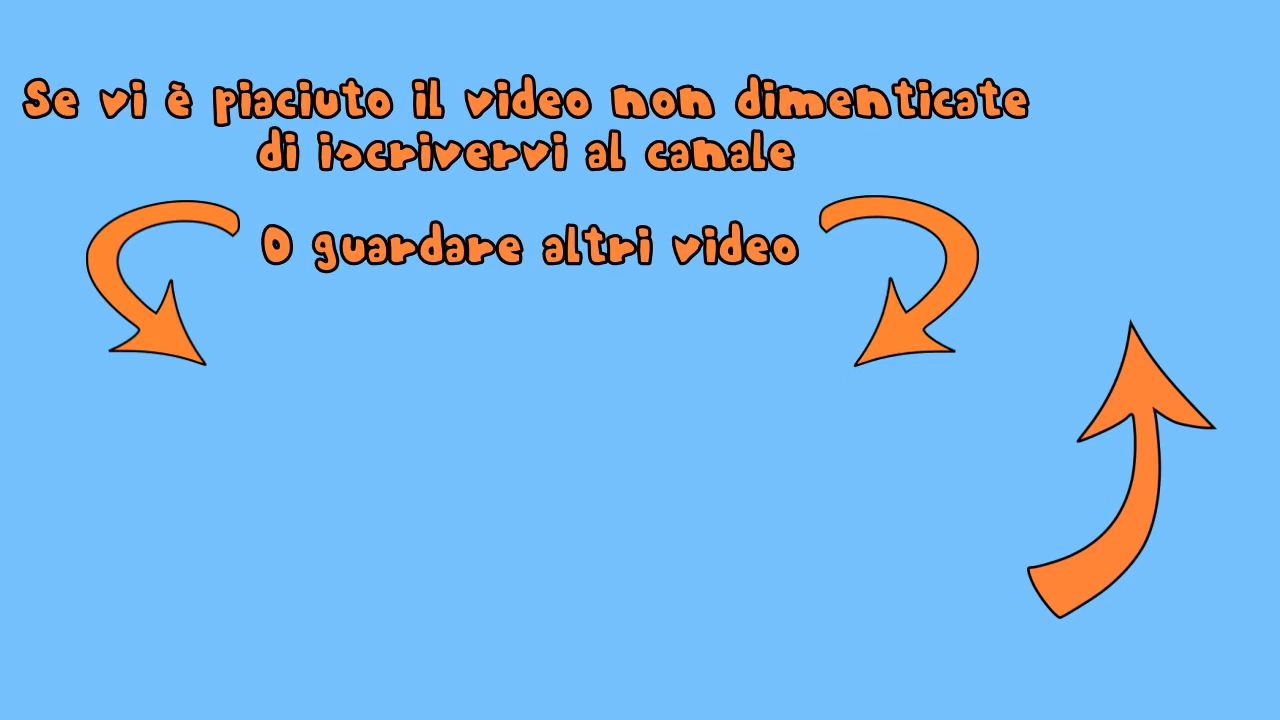 Se vi è piaciuto il video non dimenticate
di iscrivervi al canale
O guardare altri video